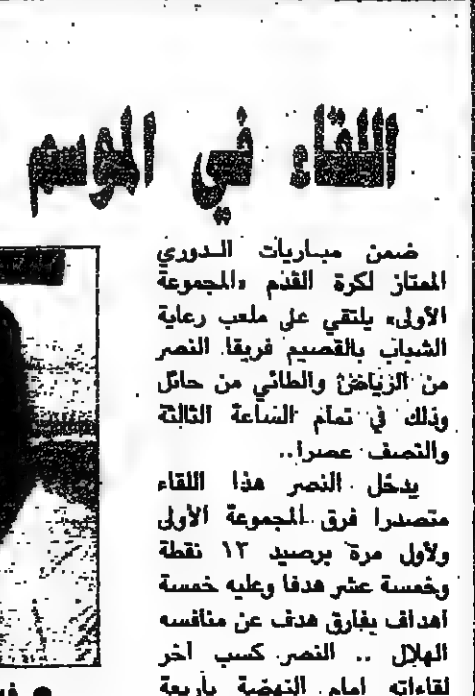 اللقاء في الموسم
ضمن مباريات الدوري
الممتاز لكرة القدم «المجموعة
الأولى» يلتقي على ملعب رعاية
الشباب بالقصيم فريقا النصر
من الرياض والطائي من حائل
وذلك في تمام الساعة الثالثة
والنصف عصرا..
يدخل النصر هذا اللقاء
متصدرا فرق المجموعة الأولى
ولأول مرة برصيد ١٣ نقطة
وخمسة عشر هدفا وعليه خمسة
أهداف بفارق هدف عن منافسه
الهلال .. النصر كسب آخر
لقاءاته امام النهضة بأربعة